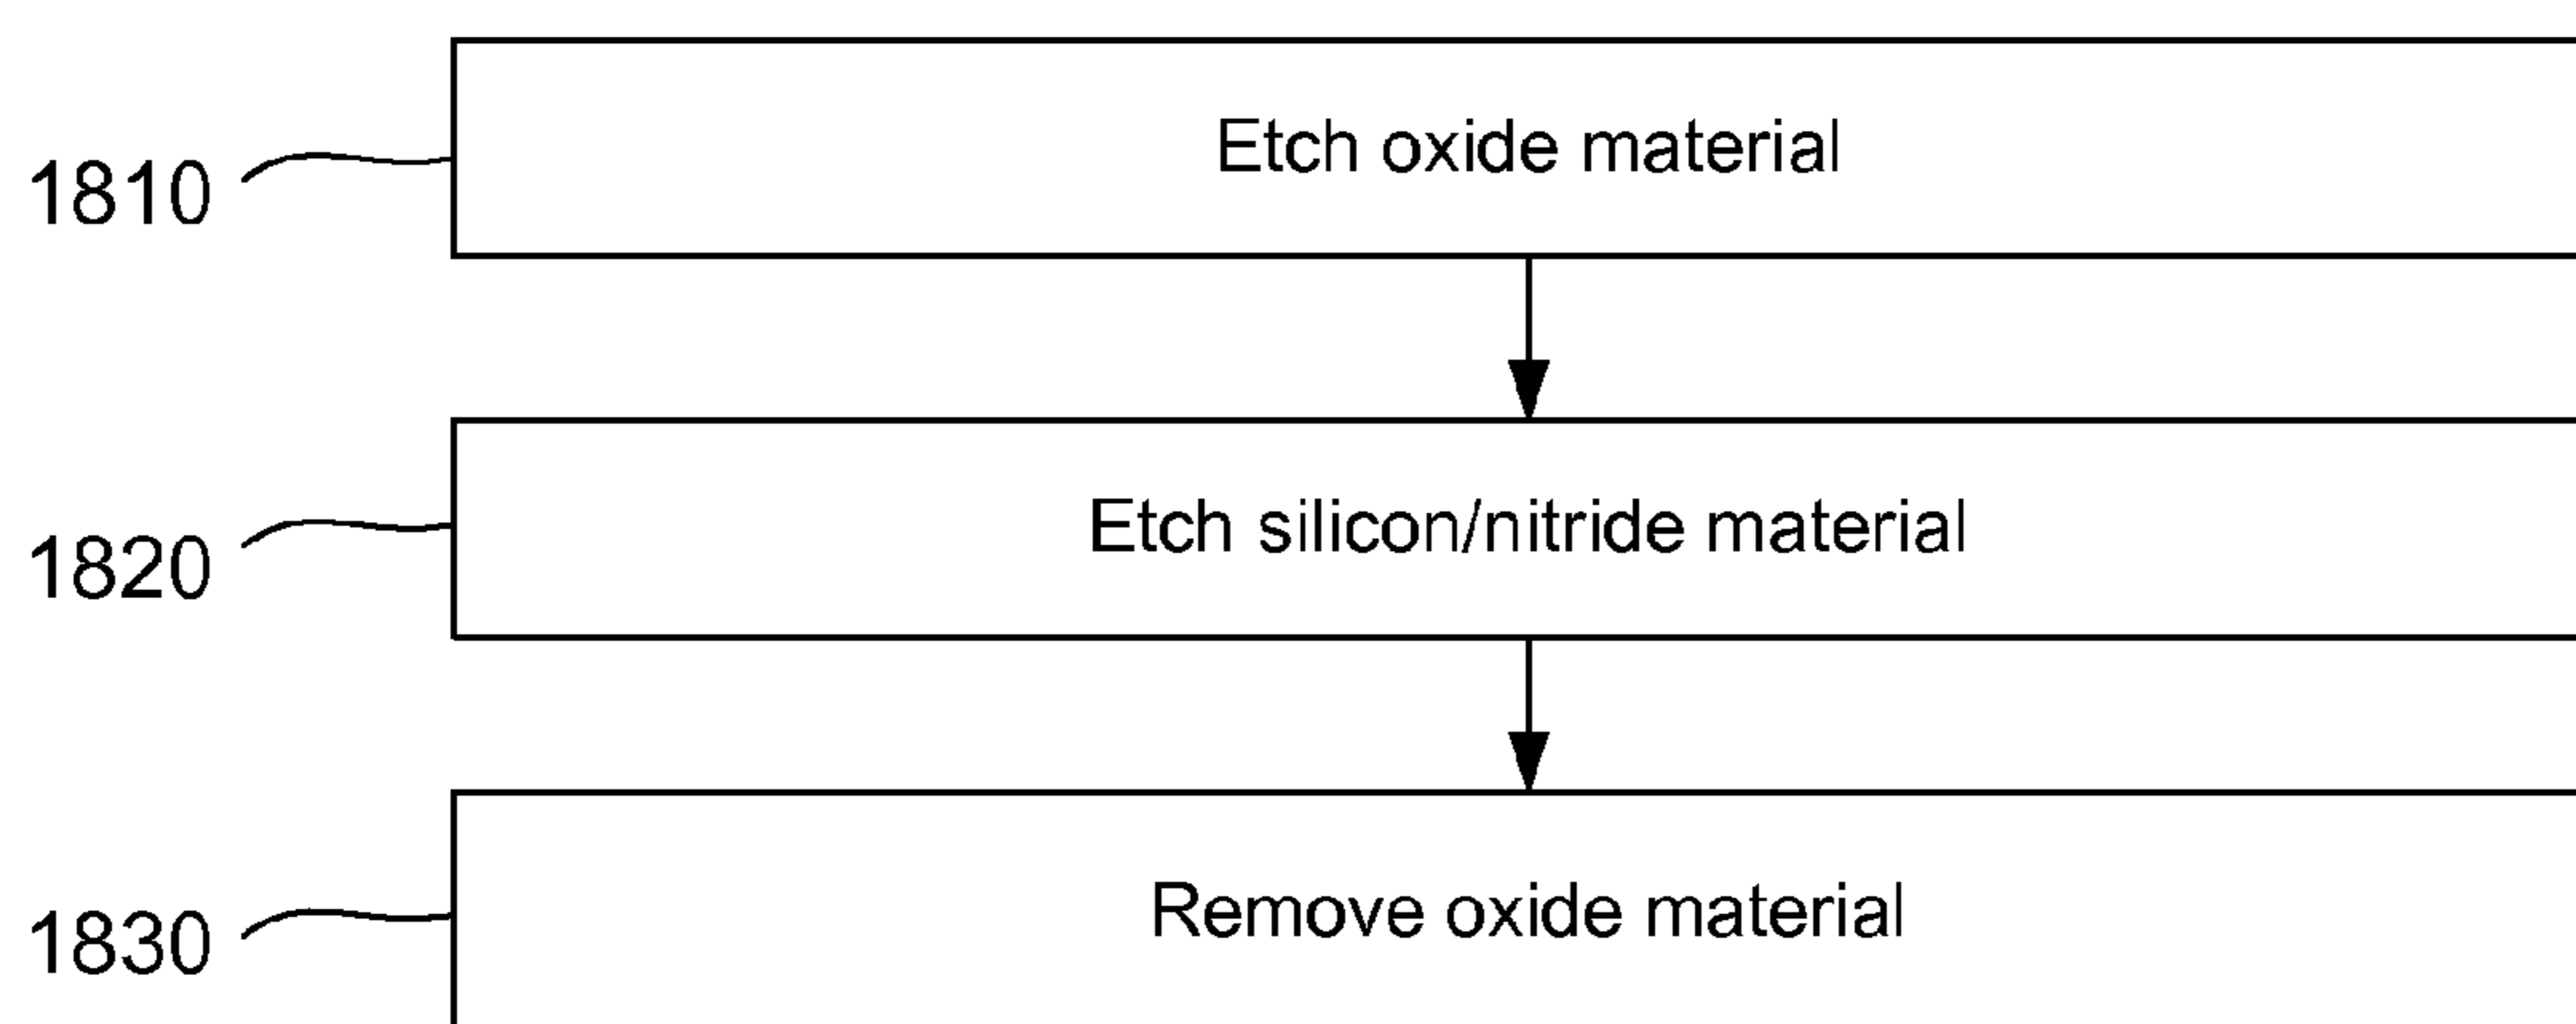 Etch oxide material
1810
Etch silicon/nitride material
1820
Remove oxide material
1830